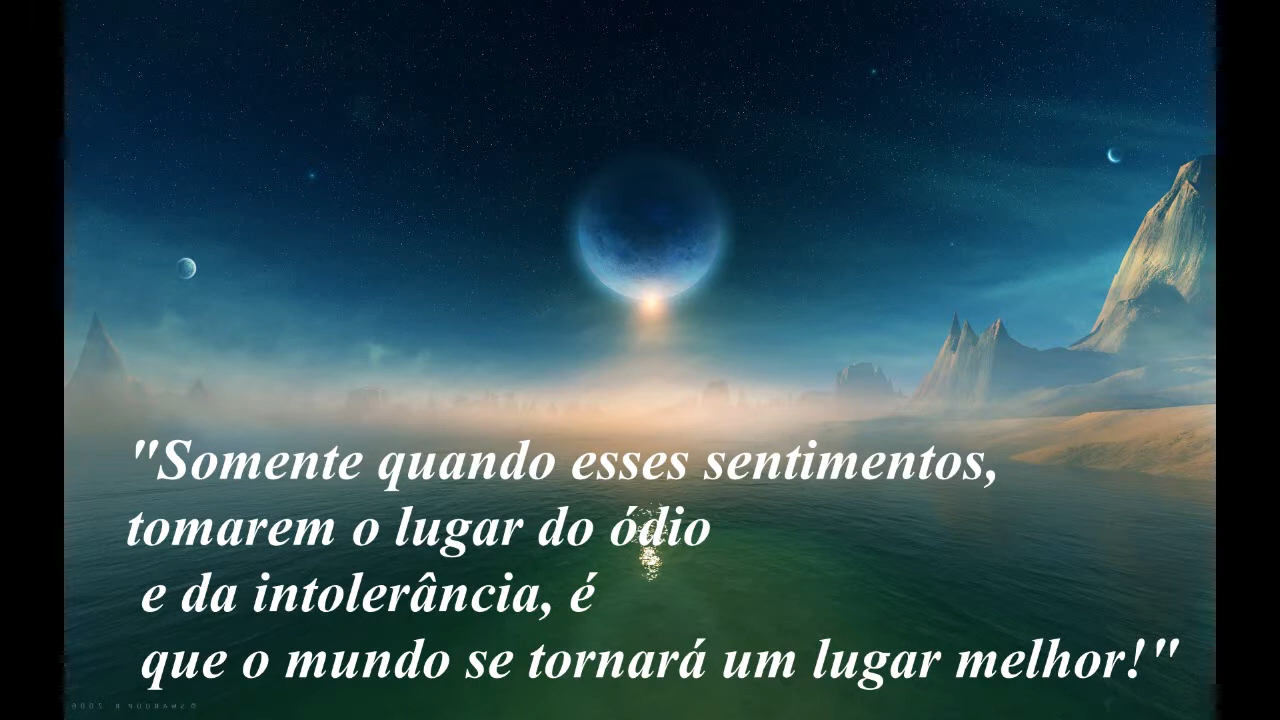 "Somente quando esses sentimentos,
tomarem o lugar do ódio
e da intolerância, é
que o mundo se tornará um lugar melhor!"